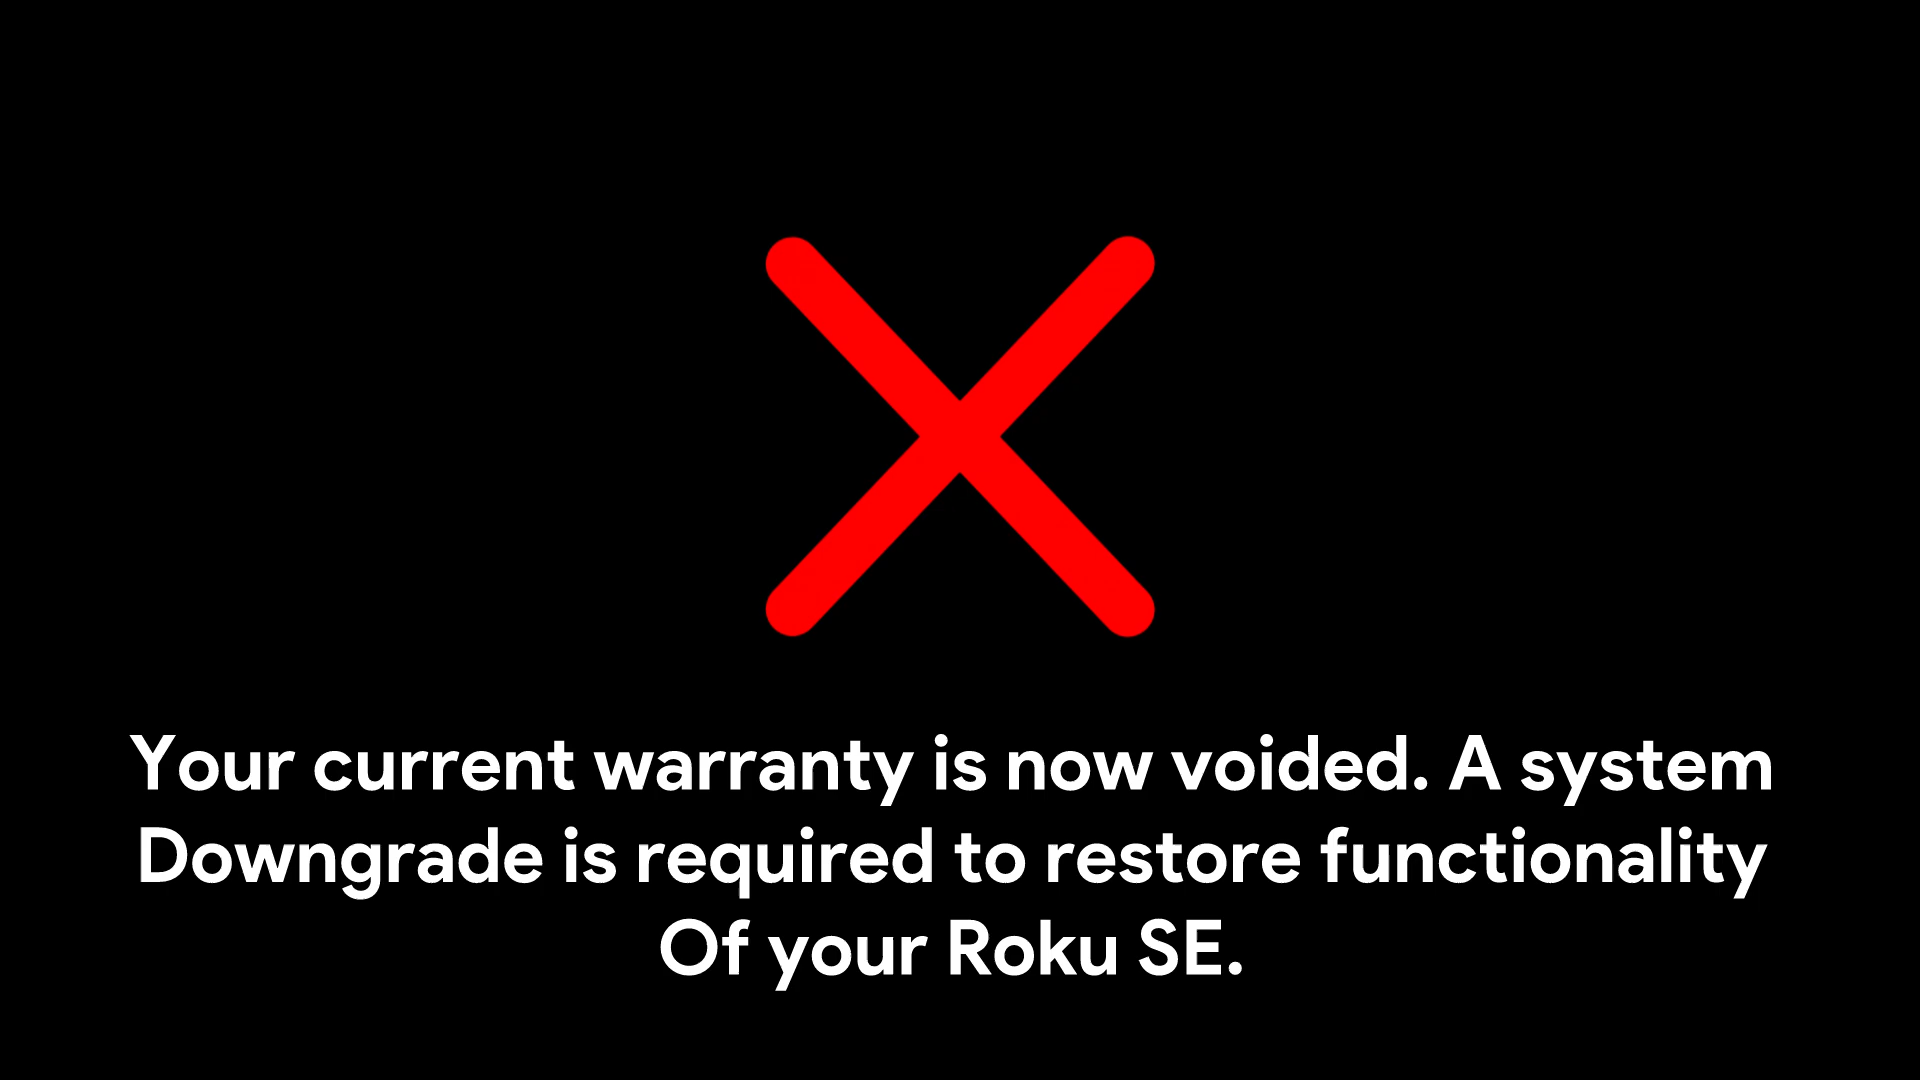 Your current warranty is now voided. A system
Downgrade is required to restore functionality
Of your Roku SE.